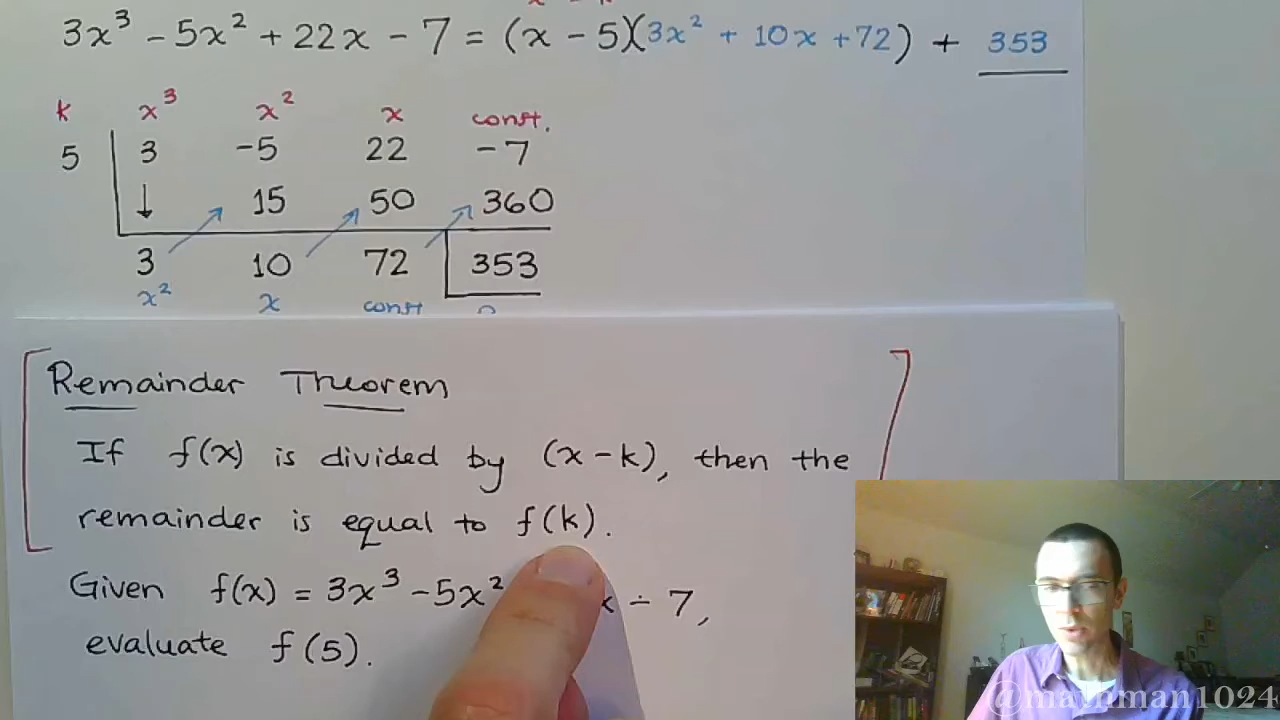 3x³ - 5x² + 22x - 7 = (x - 5)(3x² + 10x + 72) + 353
k x³ x² x const.
5 3 -5 22 -7
↓ 15 50 360
3 10 72 353
x² x const
Remainder Theorem
If f(x) is divided by (x - k), then the
remainder is equal to f(k).
Given f(x) = 3x³ - 5x² x - 7,
evaluate f(5).
@mathman1024